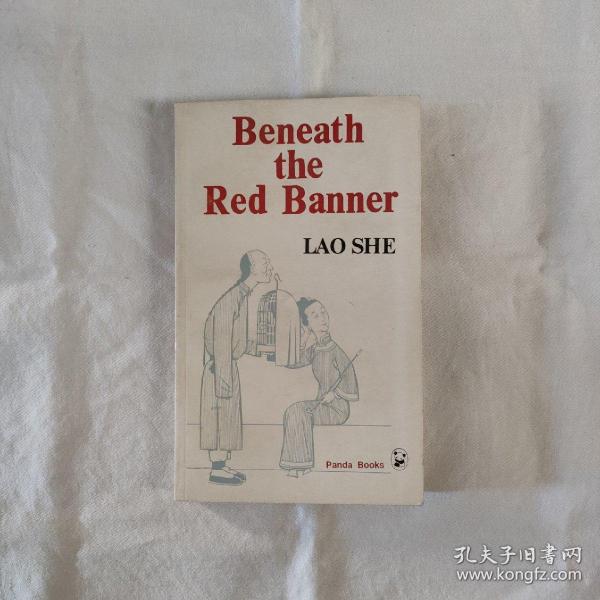 Beneath
the
Red Banner
LAO SHE
Panda Books
孔夫子旧书网
www.kongfz.com